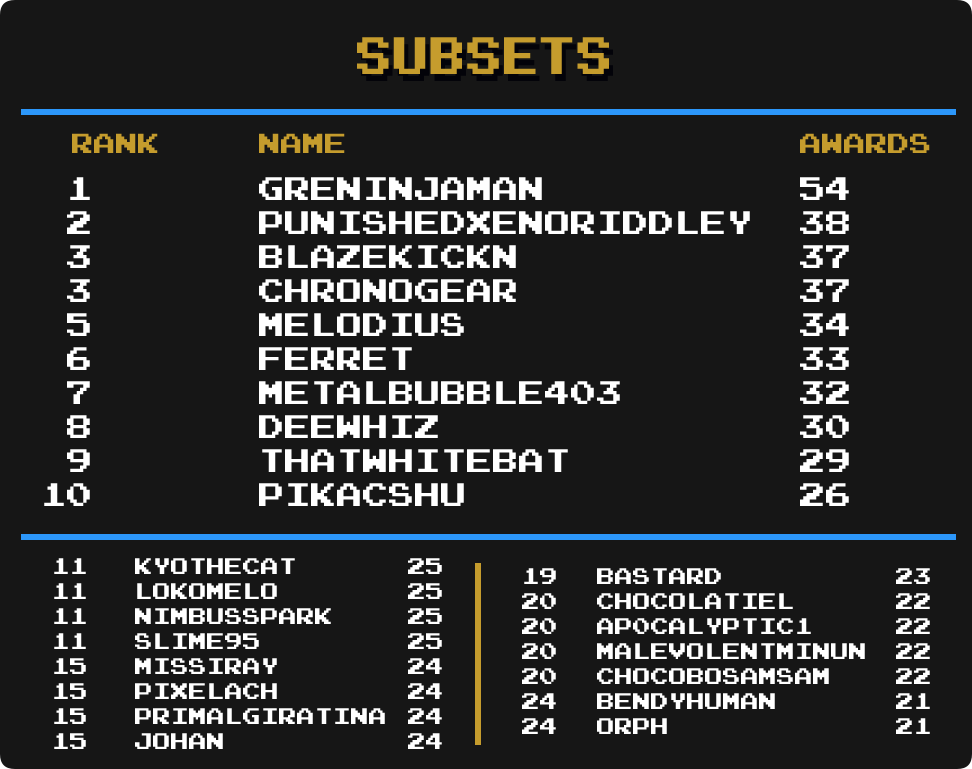 SUBSETS
RANK NAME AWARDS
1 GRENINJAMAN 54
2 PUNISHEDXENORIDDLEY 38
3 BLAZEKICKN 37
3 CHRONOGEAR 37
5 MELODIUS 34
6 FERRET 33
7 METALBUBBLE403 32
8 DEEWHIZ 30
9 THATWHITEBAT 29
10 PIKACSHU 26
11 KYOTHECAT 25
11 LOKOMELO 25
11 NIMBUSSPARK 25
11 SLIME95 25
15 MISSIRAY 24
15 PIXELACH 24
15 PRIMALGIRATINA 24
15 JOHAN 24
19 BASTARD 23
20 CHOCOLATIEL 22
20 APOCALYPTIC1 22
20 MALEVOLENTMINUN 22
20 CHOCOBOSAMSAM 22
24 BENDYHUMAN 21
24 ORPH 21